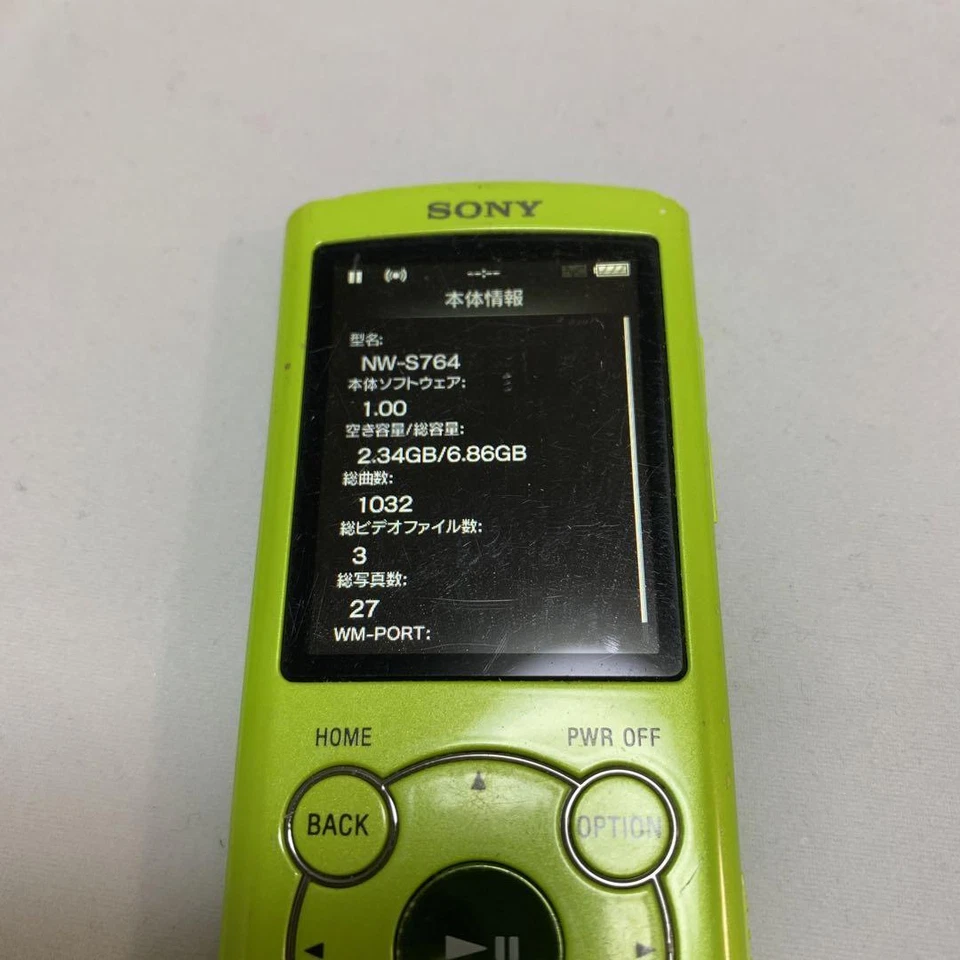 SONY
--:--
本体情報
型名:
NW-S764
本体ソフトウェア:
1.00
空き容量/総容量:
2.34GB/6.86GB
総曲数:
1032
総ビデオファイル数:
3
総写真数:
27
WM-PORT:
HOME
PWR OFF
BACK
OPTION